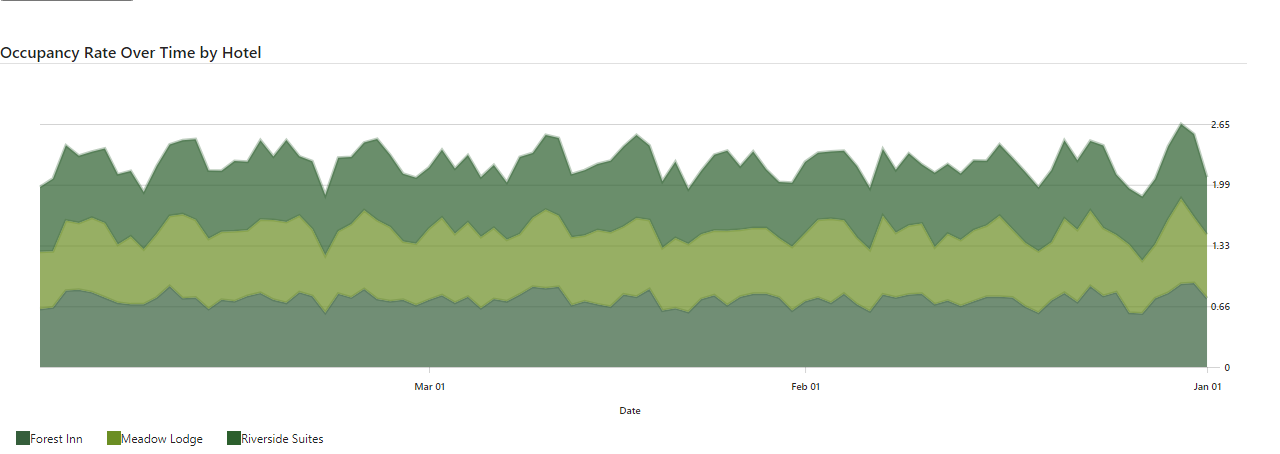 Occupancy Rate Over Time by Hotel
2.65
1.99
1.33
0.66
0
Mar 01 Feb 01 Jan 01
Date
Forest Inn Meadow Lodge Riverside Suites